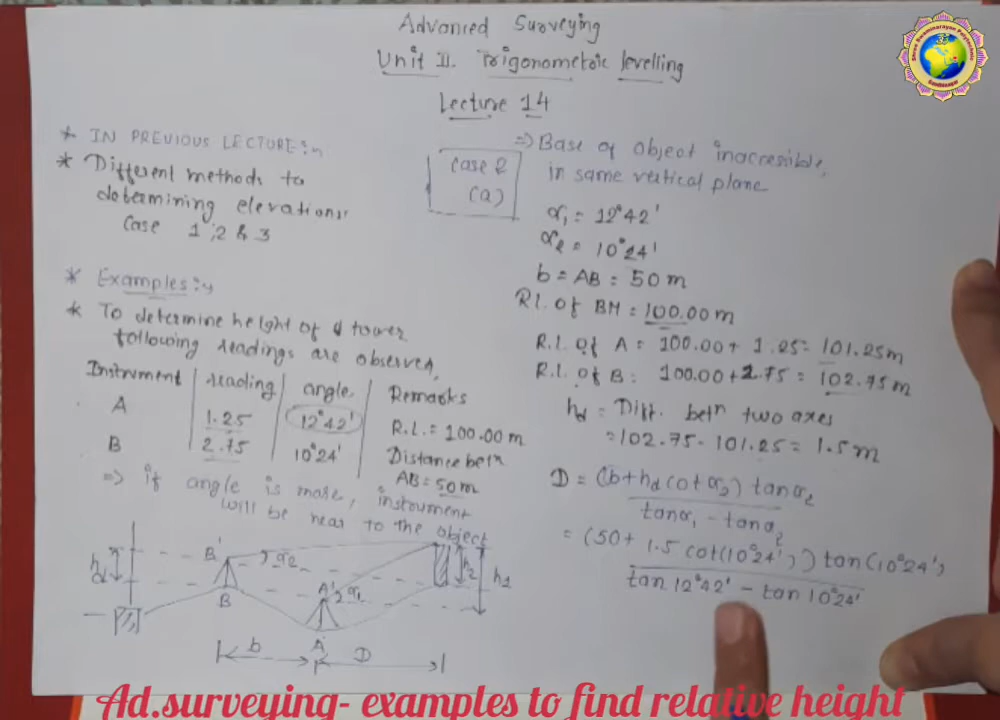 Advanced Surveying
Unit II. Trigonometric levelling
Lecture 14
* IN PREVIOUS LECTURE:-
* Different methods to
determining elevations.
Case 1, 2 & 3
* Examples:-
* To determine height of tower
following readings are observed,
Instrument | reading | angle | Remarks
A | 1.25 | 12°42' | R.L. = 100.00 m
B | 2.75 | 10°24' | Distance betn
AB = 50m
=> if angle is more, instrument
will be near to the object
hd
B'
α2
B
A'
α1
A
h2
h1
b
D
Case 2
(a)
=> Base of object inaccessible,
in same vertical plane
α1 = 12°42'
α2 = 10°24'
b = AB = 50 m
R.L. of BM = 100.00 m
R.L. of A = 100.00 + 1.25 = 101.25m
R.L. of B = 100.00 + 2.75 = 102.75 m
hd = Diff. betn two axes
= 102.75 - 101.25 = 1.5 m
D = (b + hd cot α2) tan α2
tan α1 - tan α2
= (50 + 1.5 cot(10°24')) tan(10°24')
tan 12°42' - tan 10°24'
Ad.surveying- examples to find relative height